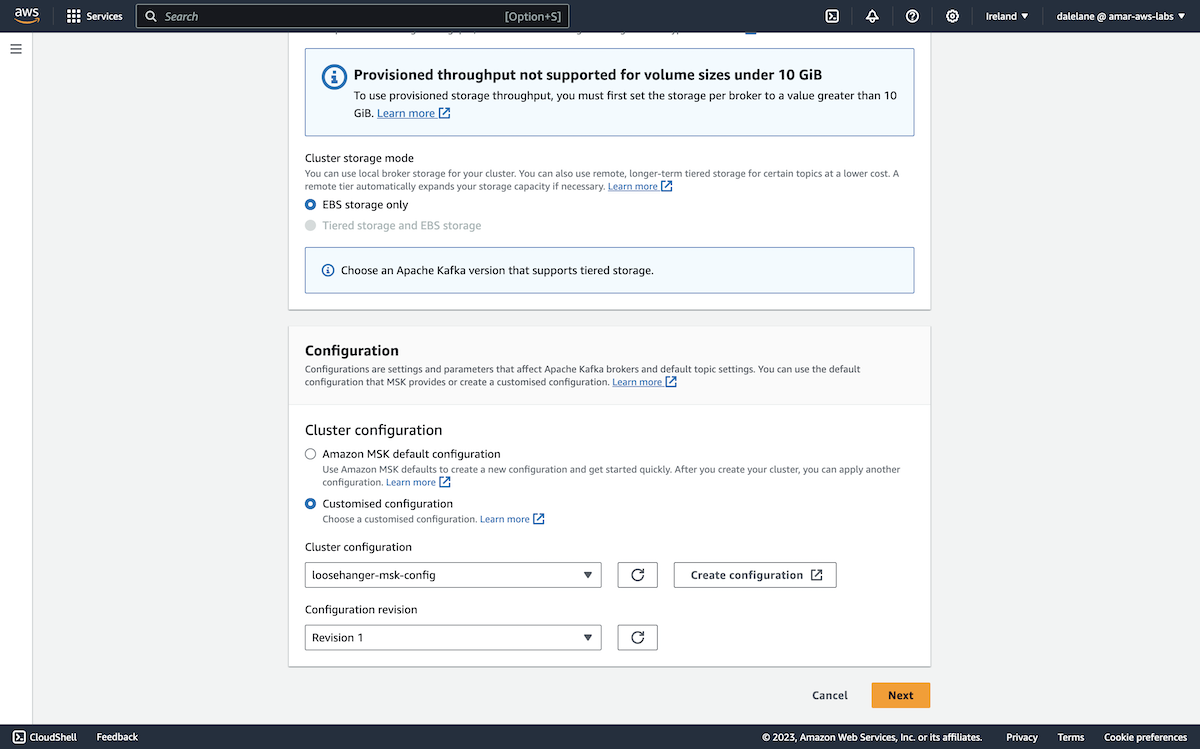 aws
Services
Search
[Option+S]
Ireland ▼
dalelane @ amar-aws-labs ▼
Provisioned throughput not supported for volume sizes under 10 GiB
To use provisioned storage throughput, you must first set the storage per broker to a value greater than 10
GiB. Learn more
Cluster storage mode
You can use local broker storage for your cluster. You can also use remote, longer-term tiered storage for certain topics at a lower cost. A
remote tier automatically expands your storage capacity if necessary. Learn more
EBS storage only
Tiered storage and EBS storage
Choose an Apache Kafka version that supports tiered storage.
Configuration
Configurations are settings and parameters that affect Apache Kafka brokers and default topic settings. You can use the default
configuration that MSK provides or create a customised configuration. Learn more
Cluster configuration
Amazon MSK default configuration
Use Amazon MSK defaults to create a new configuration and get started quickly. After you create your cluster, you can apply another
configuration. Learn more
Customised configuration
Choose a customised configuration. Learn more
Cluster configuration
loosehanger-msk-config
Create configuration
Configuration revision
Revision 1
Cancel
Next
CloudShell
Feedback
© 2023, Amazon Web Services, Inc. or its affiliates.
Privacy
Terms
Cookie preferences